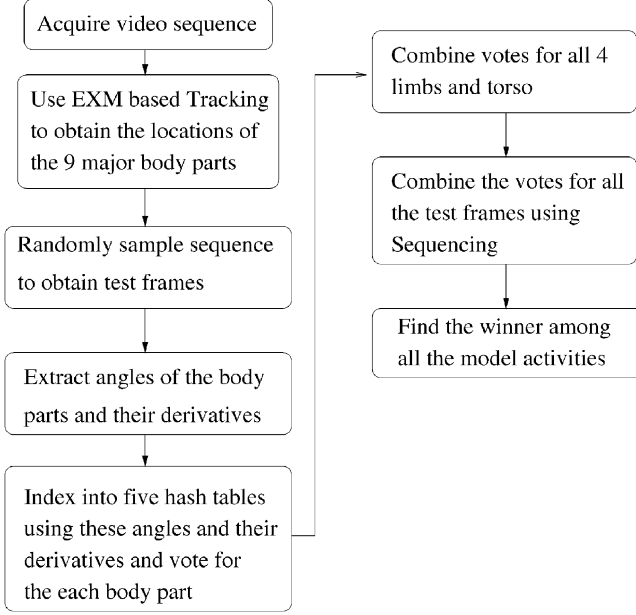 Acquire video sequence
Use EXM based Tracking
to obtain the locations of
the 9 major body parts
Randomly sample sequence
to obtain test frames
Extract angles of the body
parts and their derivatives
Index into five hash tables
using these angles and their
derivatives and vote for
the each body part
Combine votes for all 4
limbs and torso
Combine the votes for all
the test frames using
Sequencing
Find the winner among
all the model activities